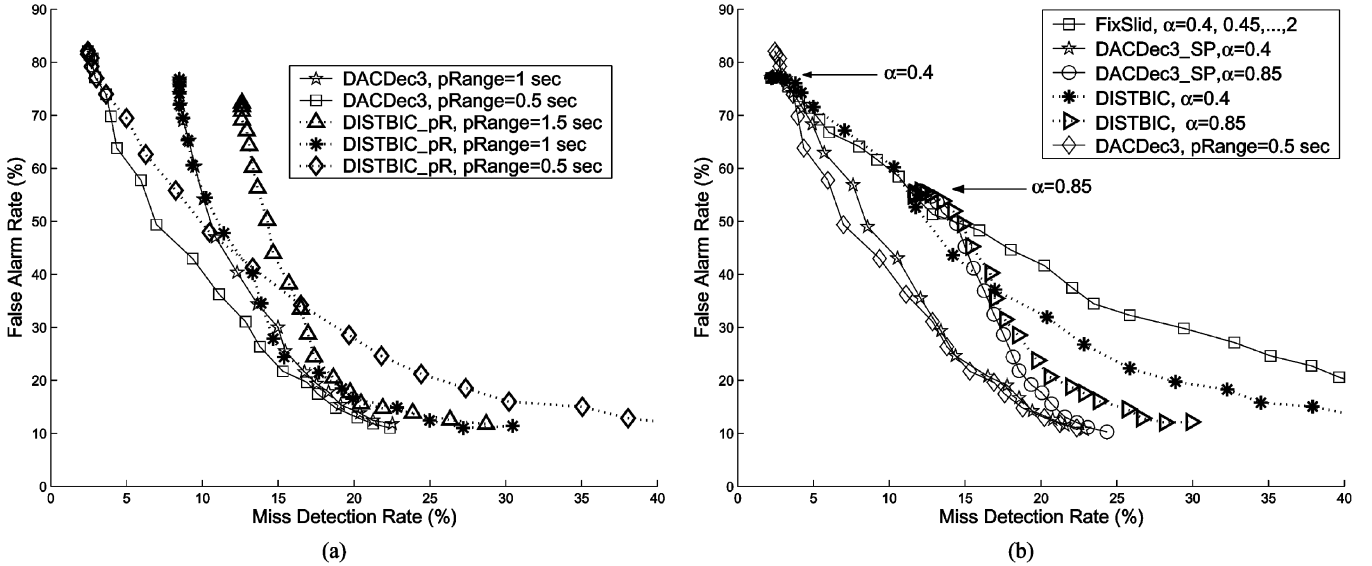 90
80
70
60
50
40
30
20
10
0
False Alarm Rate (%)
DACDec3, pRange=1 sec
DACDec3, pRange=0.5 sec
DISTBIC_pR, pRange=1.5 sec
DISTBIC_pR, pRange=1 sec
DISTBIC_pR, pRange=0.5 sec
0 5 10 15 20 25 30 35 40
Miss Detection Rate (%)
(a)
90
80
70
60
50
40
30
20
10
0
False Alarm Rate (%)
FixSlid, α=0.4, 0.45,...,2
DACDec3_SP,α=0.4
DACDec3_SP,α=0.85
DISTBIC, α=0.4
DISTBIC, α=0.85
DACDec3, pRange=0.5 sec
α=0.4
α=0.85
0 5 10 15 20 25 30 35 40
Miss Detection Rate (%)
(b)